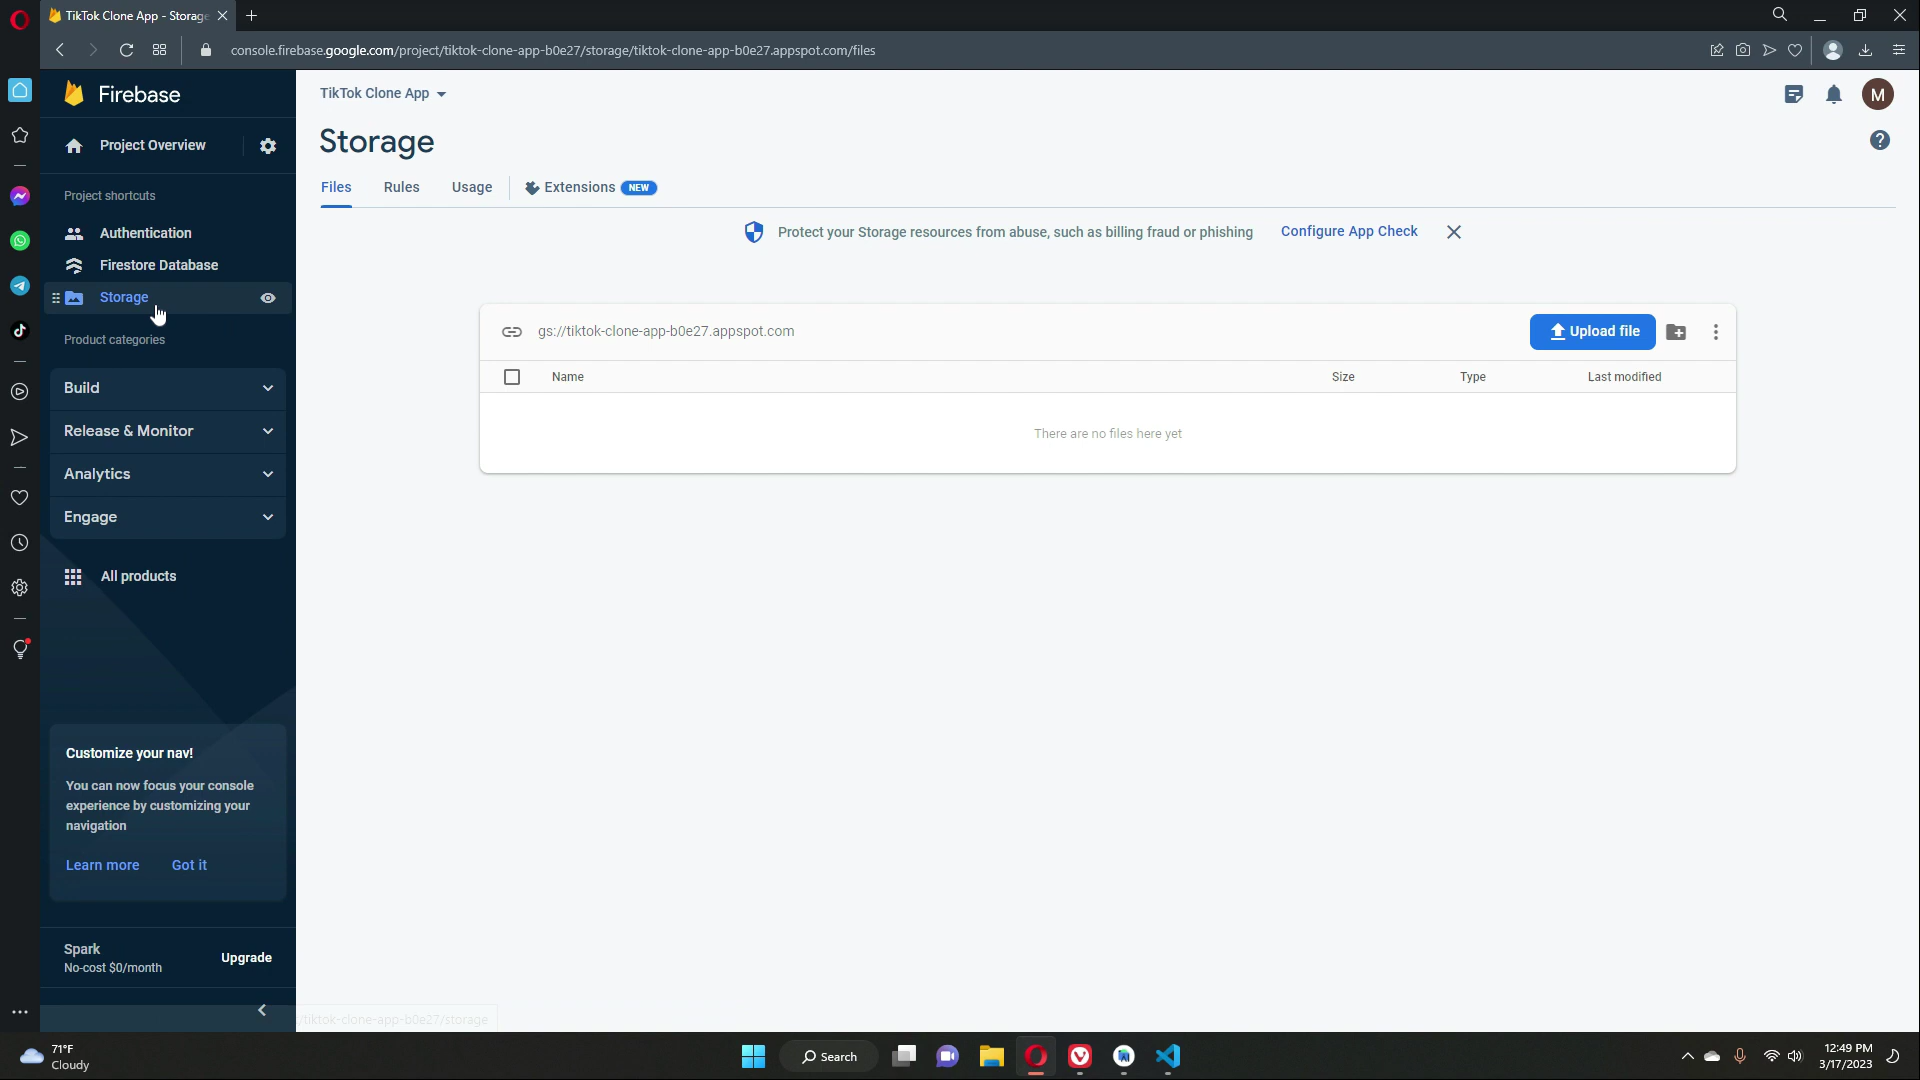 TikTok Clone App - Storage
console.firebase.google.com/project/tiktok-clone-app-b0e27/storage/tiktok-clone-app-b0e27.appspot.com/files
Firebase
TikTok Clone App
M
Project Overview
Storage
Project shortcuts
Files
Rules
Usage
Extensions
NEW
Authentication
Protect your Storage resources from abuse, such as billing fraud or phishing
Configure App Check
Firestore Database
Storage
gs://tiktok-clone-app-b0e27.appspot.com
Upload file
Product categories
Name
Size
Type
Last modified
Build
There are no files here yet
Release & Monitor
Analytics
Engage
All products
Customize your nav!
You can now focus your console
experience by customizing your
navigation
Learn more
Got it
Spark
No-cost $0/month
Upgrade
/tiktok-clone-app-b0e27/storage
71°F
Cloudy
Search
12:49 PM
3/17/2023